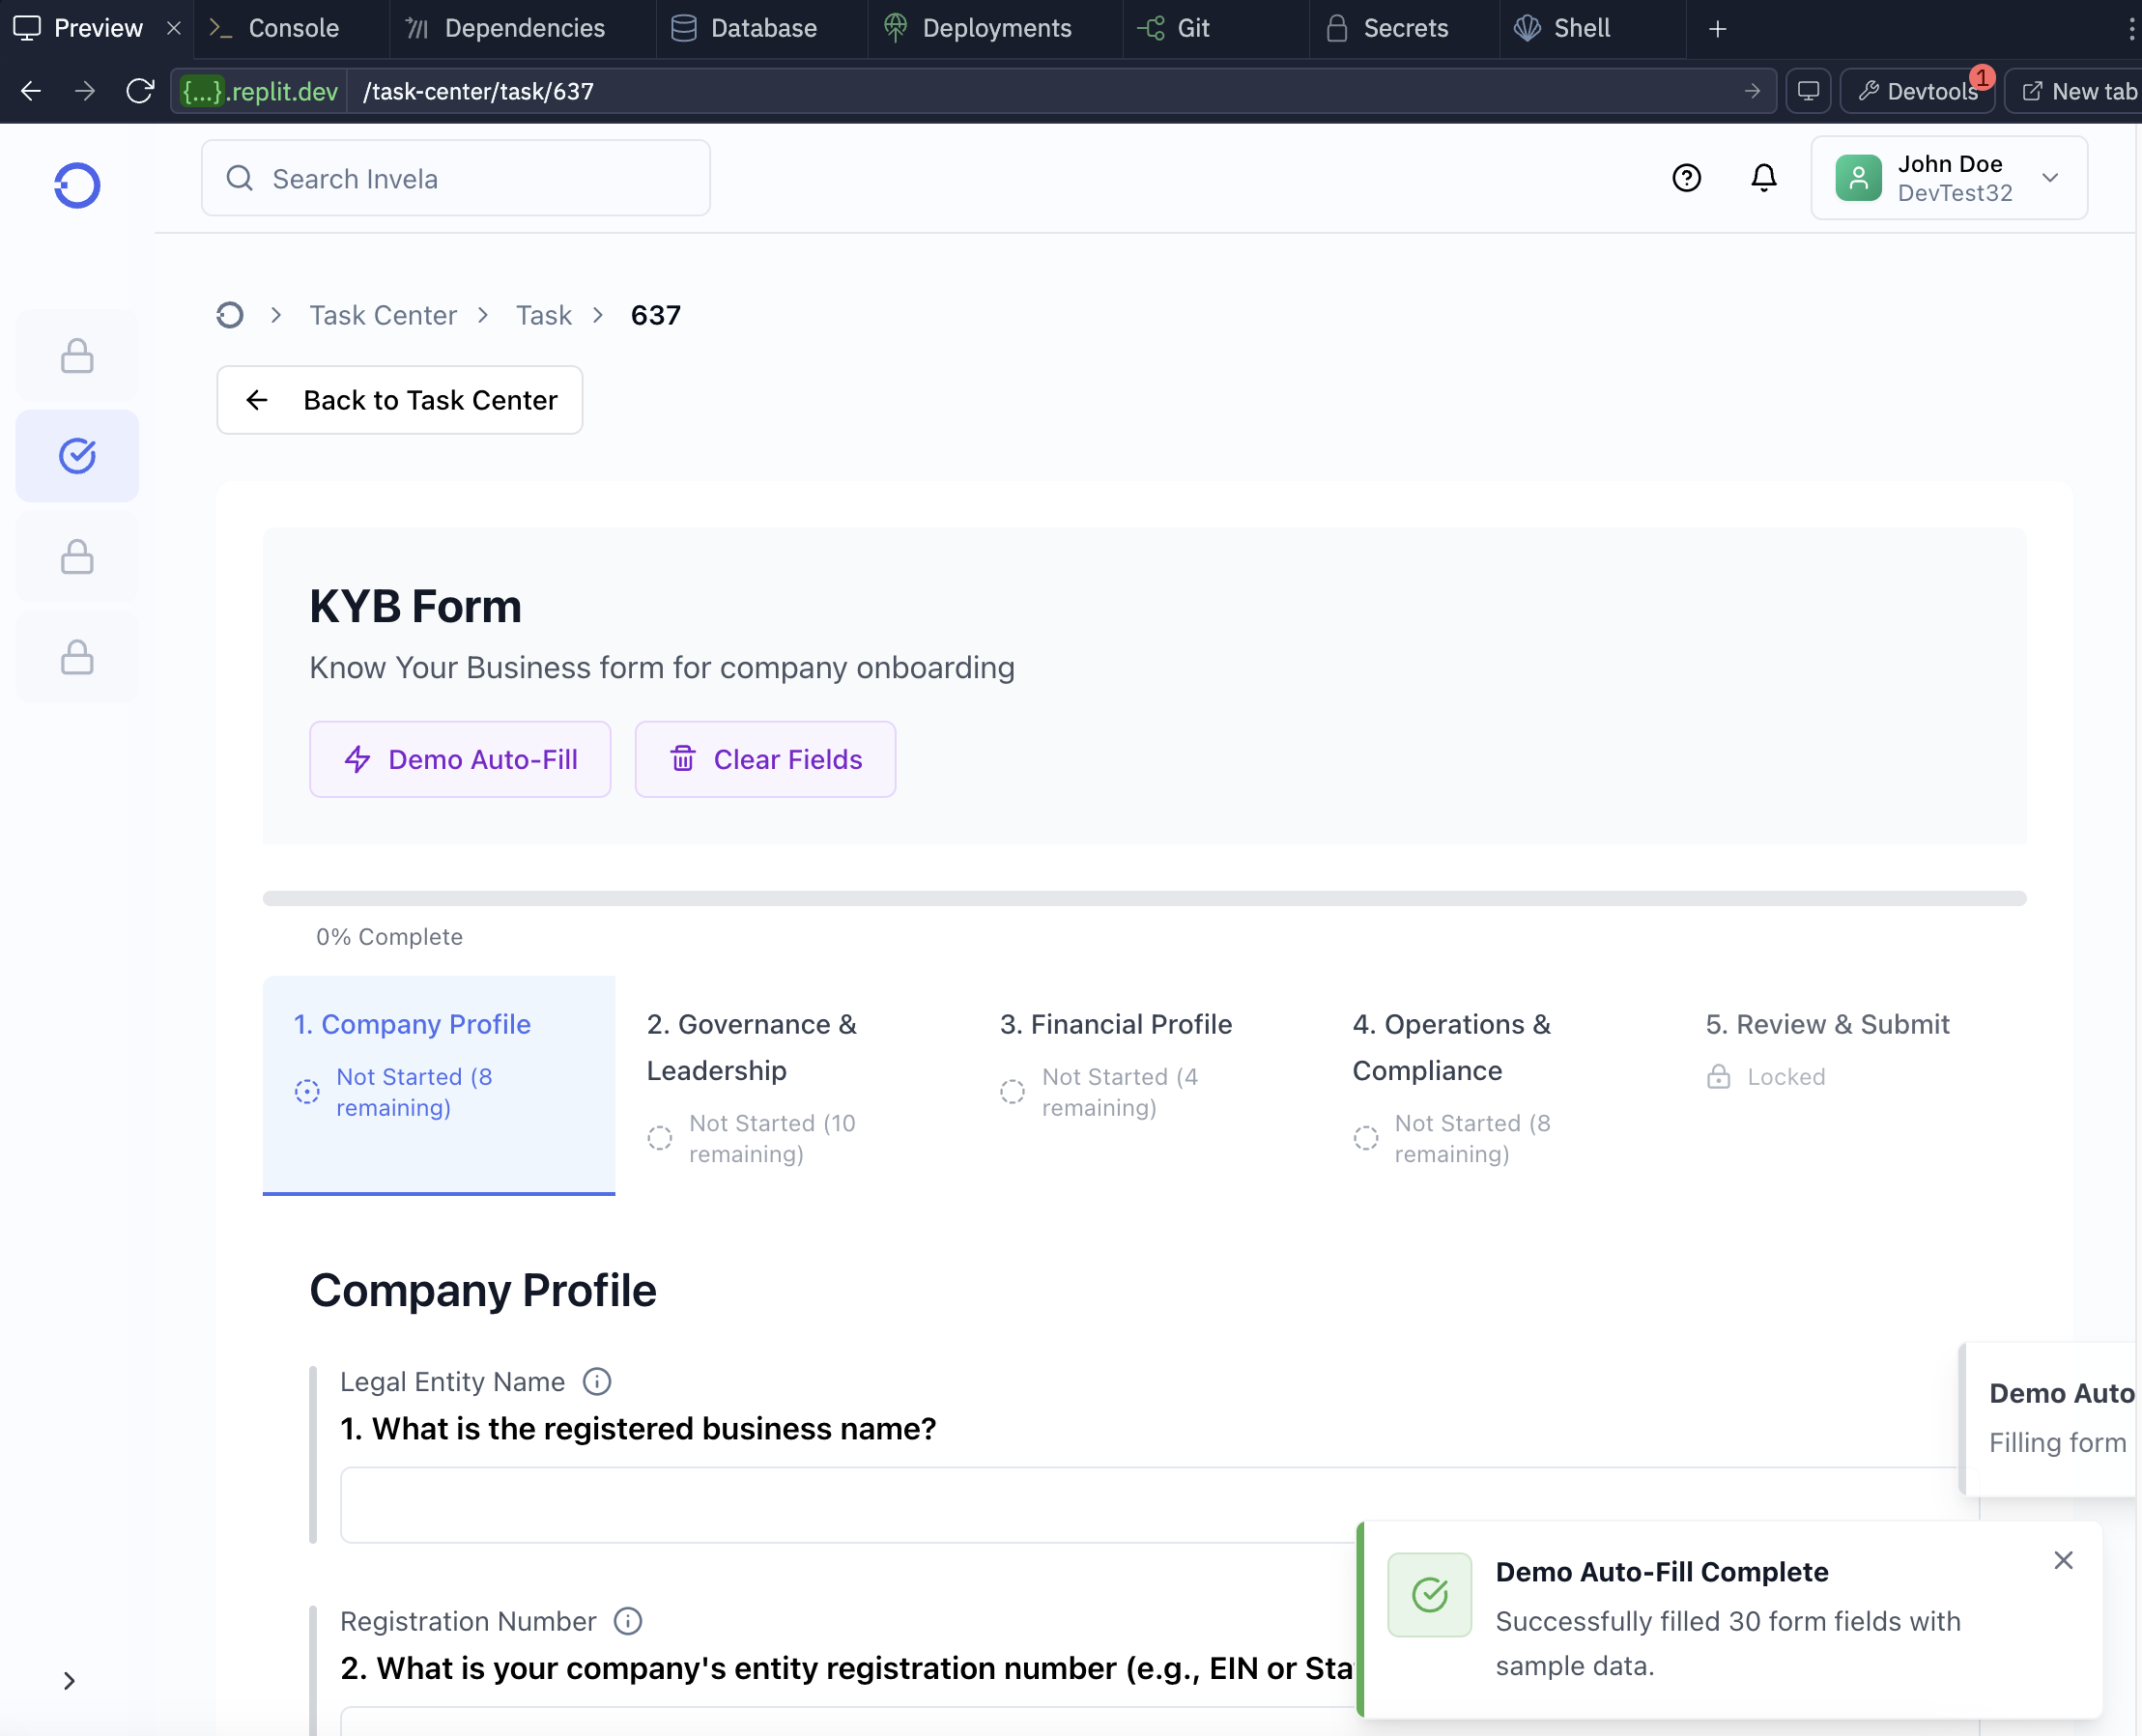 Preview
Console
Dependencies
Database
Deployments
Git
Secrets
Shell
{...}.replit.dev
/task-center/task/637
Devtools
1
New tab
Search Invela
John Doe
DevTest32
Task Center
Task
637
Back to Task Center
KYB Form
Know Your Business form for company onboarding
Demo Auto-Fill
Clear Fields
0% Complete
1. Company Profile
Not Started (8
remaining)
2. Governance &
Leadership
Not Started (10
remaining)
3. Financial Profile
Not Started (4
remaining)
4. Operations &
Compliance
Not Started (8
remaining)
5. Review & Submit
Locked
Company Profile
Legal Entity Name
1. What is the registered business name?
Demo Auto
Filling form
Registration Number
2. What is your company's entity registration number (e.g., EIN or Sta
Demo Auto-Fill Complete
Successfully filled 30 form fields with
sample data.